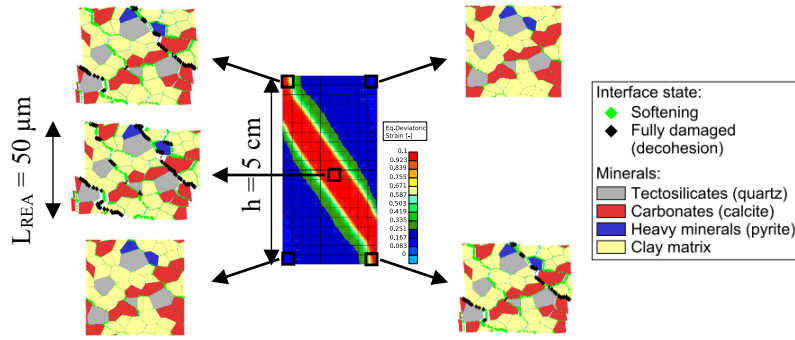 L_REA = 50 µm
h = 5 cm
Eq.Deviatoric
Strain [-]
0.1
0.923
0.839
0.755
0.671
0.587
0.503
0.419
0.335
0.251
0.167
0.083
0
Interface state:
Softening
Fully damaged
(decohesion)
Minerals:
Tectosilicates (quartz)
Carbonates (calcite)
Heavy minerals (pyrite)
Clay matrix